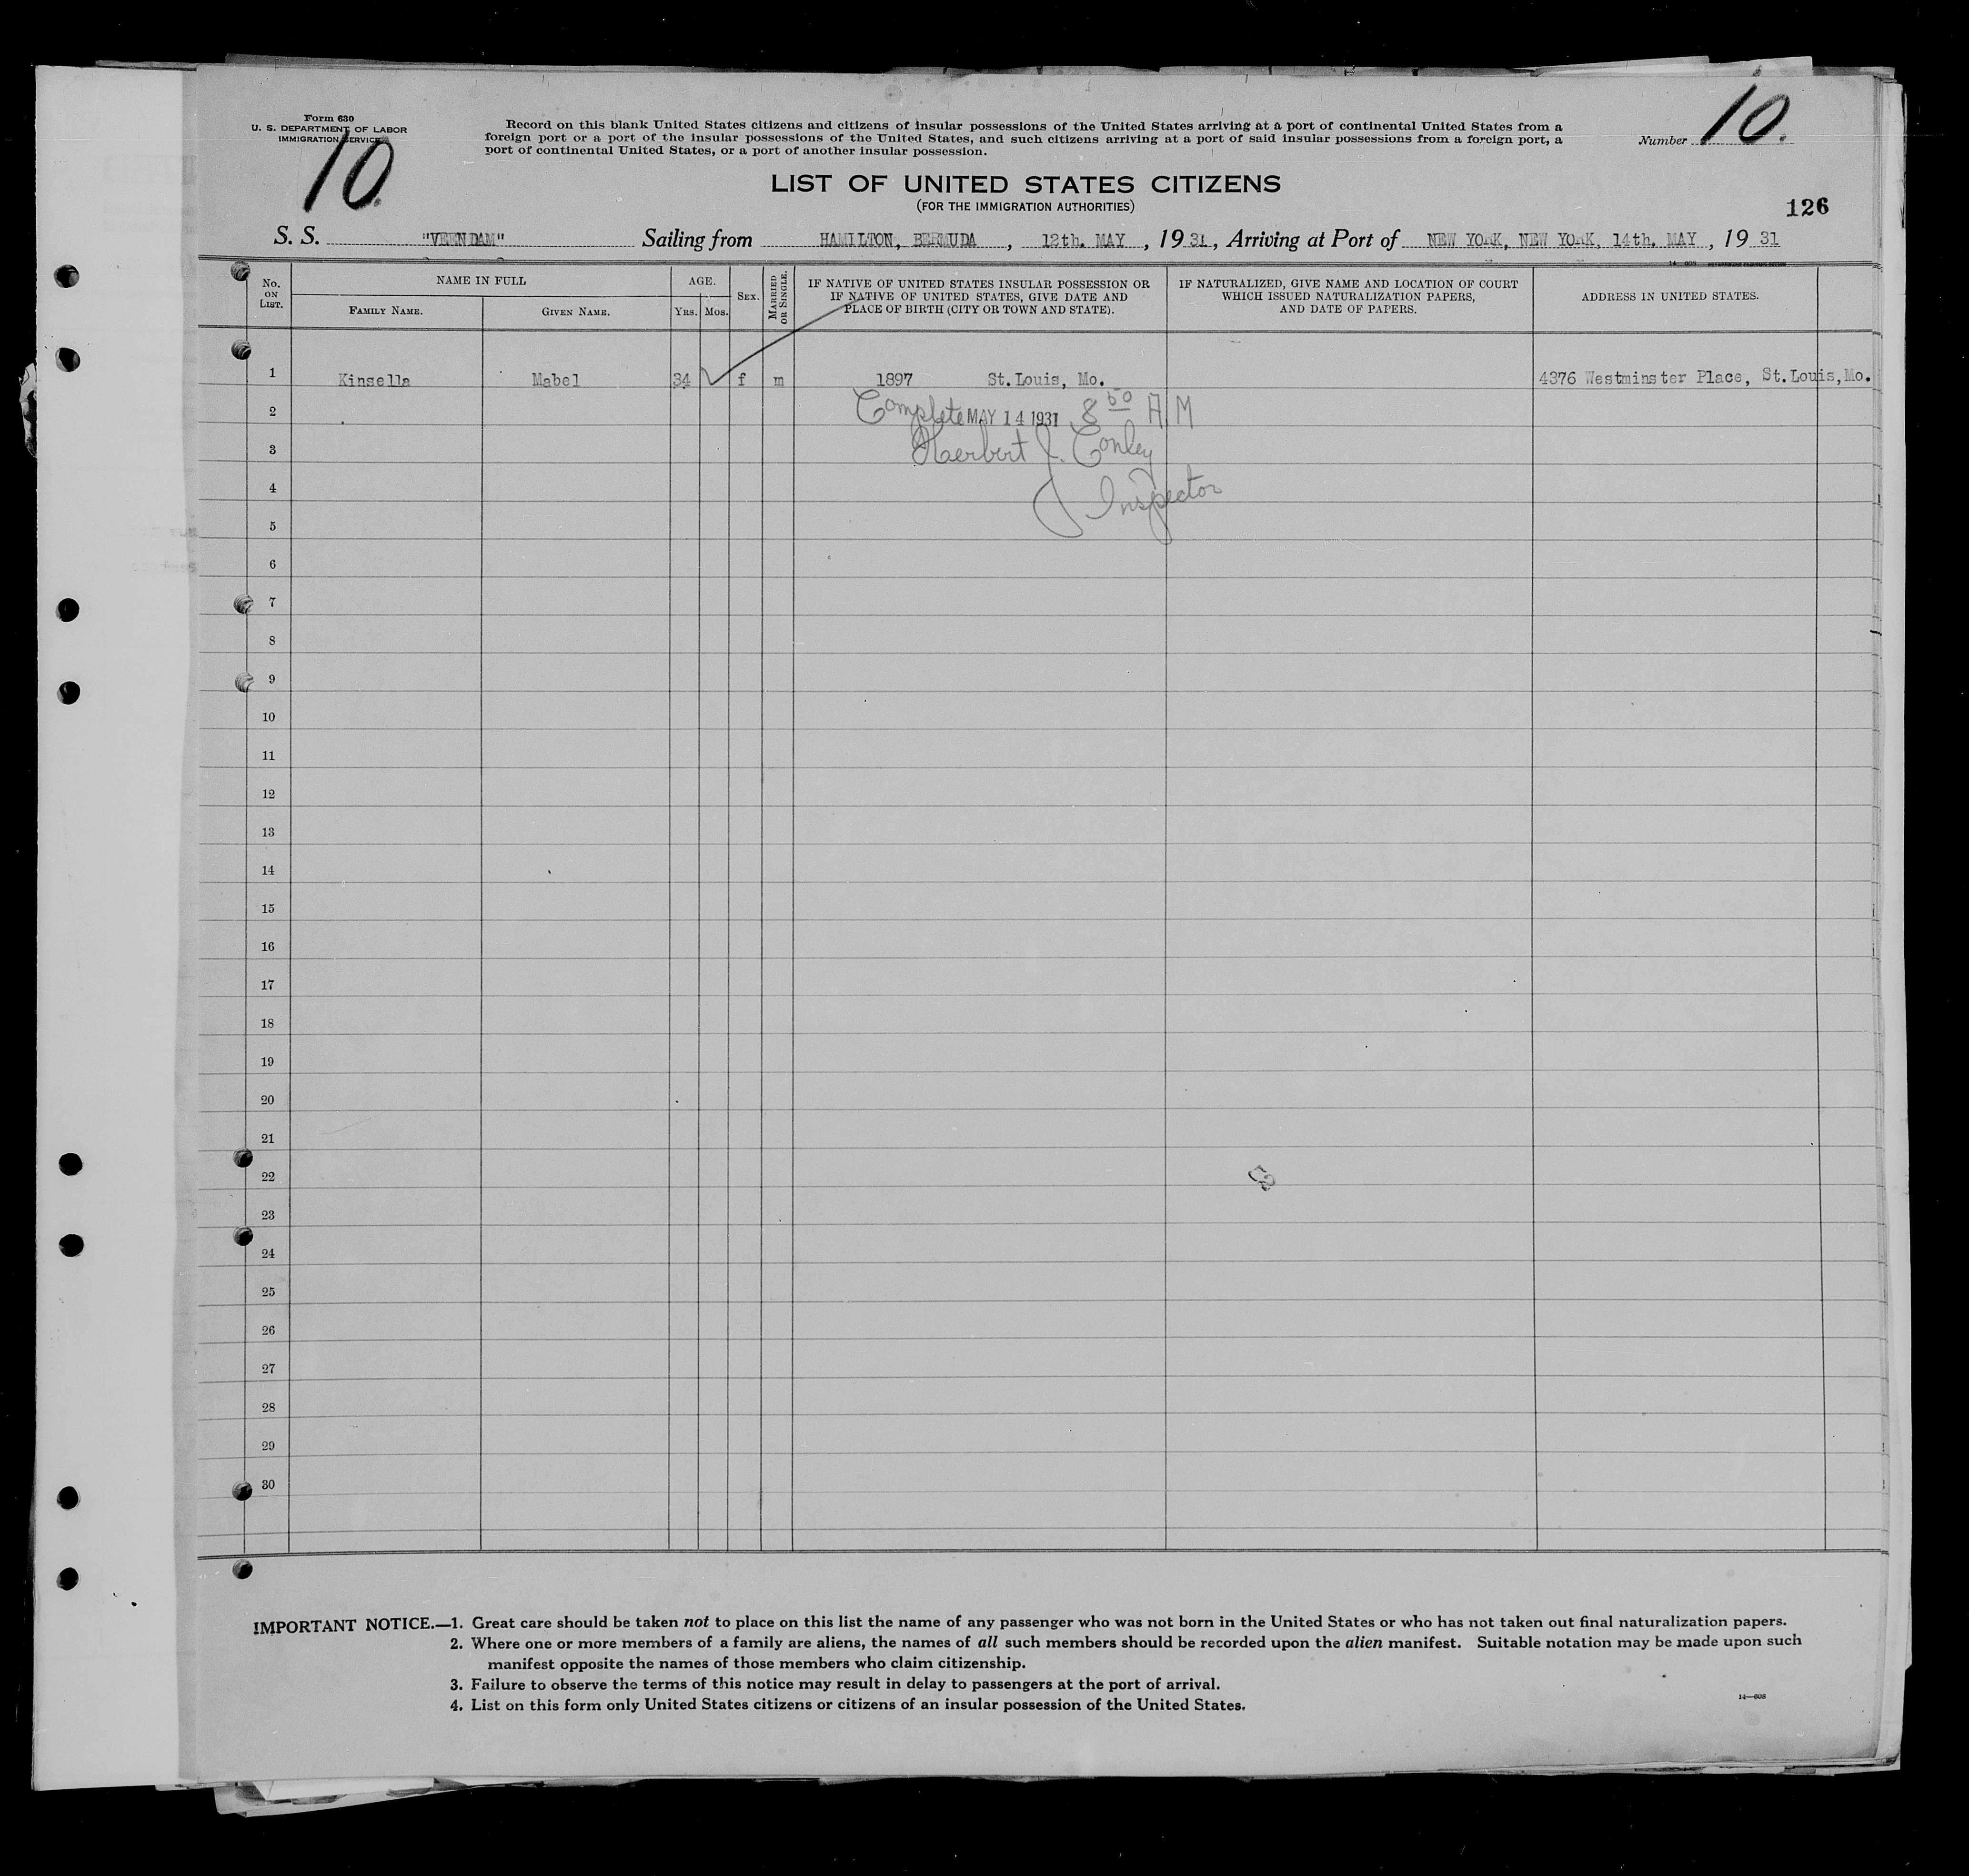 Form 630
U. S. DEPARTMENT OF LABOR
IMMIGRATION SERVICE
10
Record on this blank United States citizens and citizens of insular possessions of the United States arriving at a port of continental United States from a
foreign port or a port of the insular possessions of the United States, and such citizens arriving at a port of said insular possessions from a foreign port, a
port of continental United States, or a port of another insular possession.
Number 10.
LIST OF UNITED STATES CITIZENS
(FOR THE IMMIGRATION AUTHORITIES)
126
S. S. "VEENDAM" Sailing from HAMILTON, BERMUDA, 12th. MAY, 1931, Arriving at Port of NEW YORK, NEW YORK, 14th. MAY, 1931
No. ON LIST.
NAME IN FULL
FAMILY NAME.
GIVEN NAME.
AGE.
YRS.
MOS.
SEX.
MARRIED OR SINGLE.
IF NATIVE OF UNITED STATES INSULAR POSSESSION OR
IF NATIVE OF UNITED STATES, GIVE DATE AND
PLACE OF BIRTH (CITY OR TOWN AND STATE).
IF NATURALIZED, GIVE NAME AND LOCATION OF COURT
WHICH ISSUED NATURALIZATION PAPERS,
AND DATE OF PAPERS.
ADDRESS IN UNITED STATES.
1 Kinsella Mabel 34 f m 1897 St.Louis, Mo. 4376 Westminster Place, St.Louis,Mo.
2 Complete MAY 14 1931 8 50 A M
3 Herbert J. Conley
4 Inspector
5
6
7
8
9
10
11
12
13
14
15
16
17
18
19
20
21
22
23
24
25
26
27
28
29
30
IMPORTANT NOTICE.—1. Great care should be taken not to place on this list the name of any passenger who was not born in the United States or who has not taken out final naturalization papers.
2. Where one or more members of a family are aliens, the names of all such members should be recorded upon the alien manifest. Suitable notation may be made upon such
manifest opposite the names of those members who claim citizenship.
3. Failure to observe the terms of this notice may result in delay to passengers at the port of arrival.
4. List on this form only United States citizens or citizens of an insular possession of the United States.
14—608